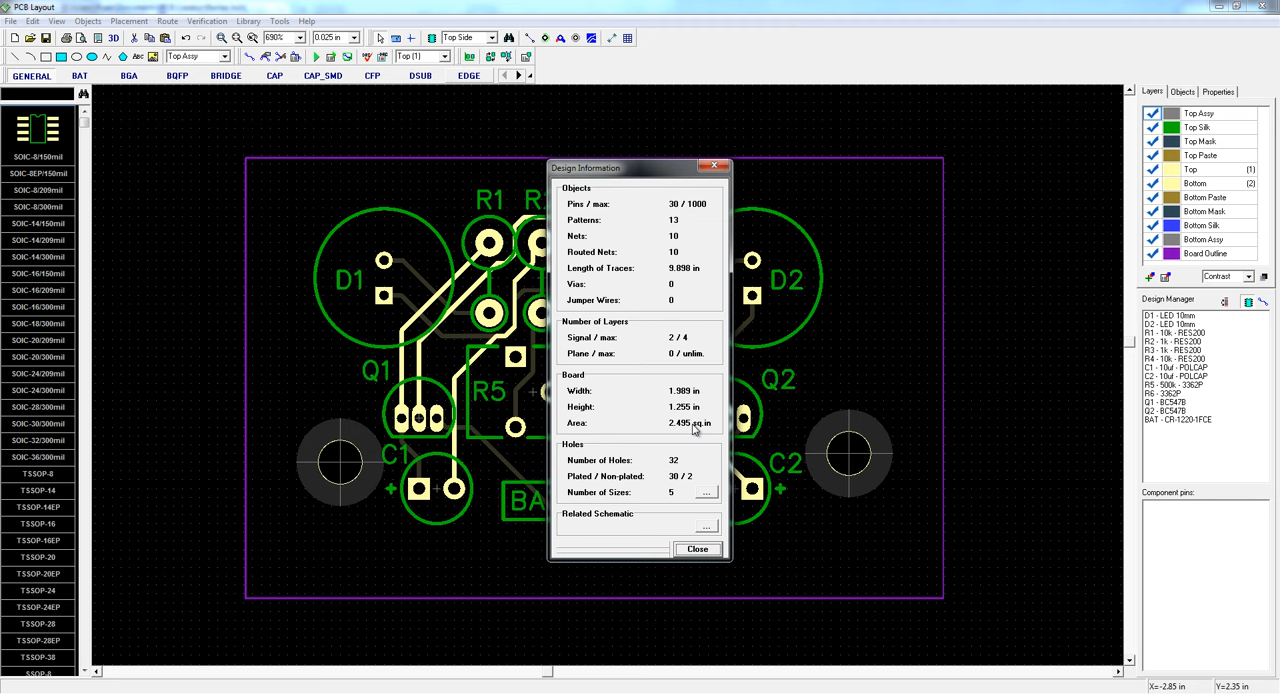 PCB Layout
File Edit View Objects Placement Route Verification Library Tools Help
3D 690% 0.025 in Top Side
Abc Top Assy Top (1)
GENERAL BAT BGA BQFP BRIDGE CAP CAP_SMD CFP DSUB EDGE
SOIC-8/150mil
SOIC-8EP/150mil
SOIC-8/209mil
SOIC-8/300mil
SOIC-14/150mil
SOIC-14/209mil
SOIC-14/300mil
SOIC-16/150mil
SOIC-16/209mil
SOIC-16/300mil
SOIC-18/300mil
SOIC-20/209mil
SOIC-20/300mil
SOIC-24/209mil
SOIC-24/300mil
SOIC-28/300mil
SOIC-32/300mil
SOIC-36/300mil
TSSOP-8
TSSOP-14
TSSOP-14EP
TSSOP-16
TSSOP-16EP
TSSOP-20
TSSOP-20EP
TSSOP-24
TSSOP-24EP
TSSOP-28
TSSOP-28EP
TSSOP-38
SSOP-8
R1
D1
Q1
R5
C1
+
BA
D2
Q2
C2
+
Design Information
Objects
Pins / max: 30 / 1000
Patterns: 13
Nets: 10
Routed Nets: 10
Length of Traces: 9.898 in
Vias: 0
Jumper Wires: 0
Number of Layers
Signal / max: 2 / 4
Plane / max: 0 / unlim.
Board
Width: 1.989 in
Height: 1.255 in
Area: 2.495 sq.in
Holes
Number of Holes: 32
Plated / Non-plated: 30 / 2
Number of Sizes: 5 ...
Related Schematic
...
Close
Layers Objects Properties
Top Assy
Top Silk
Top Mask
Top Paste
Top (1)
Bottom (2)
Bottom Paste
Bottom Mask
Bottom Silk
Bottom Assy
Board Outline
Contrast
Design Manager
D1 - LED 10mm
D2 - LED 10mm
R1 - 10k - RES200
R2 - 1k - RES200
R3 - 1k - RES200
R4 - 10k - RES200
C1 - 10uf - POLCAP
C2 - 10uf - POLCAP
R5 - 500k - 3362P
R6 - 3362P
Q1 - BC547B
Q2 - BC547B
BAT - CR-1220-1FCE
Component pins:
X=-2.85 in Y=2.35 in